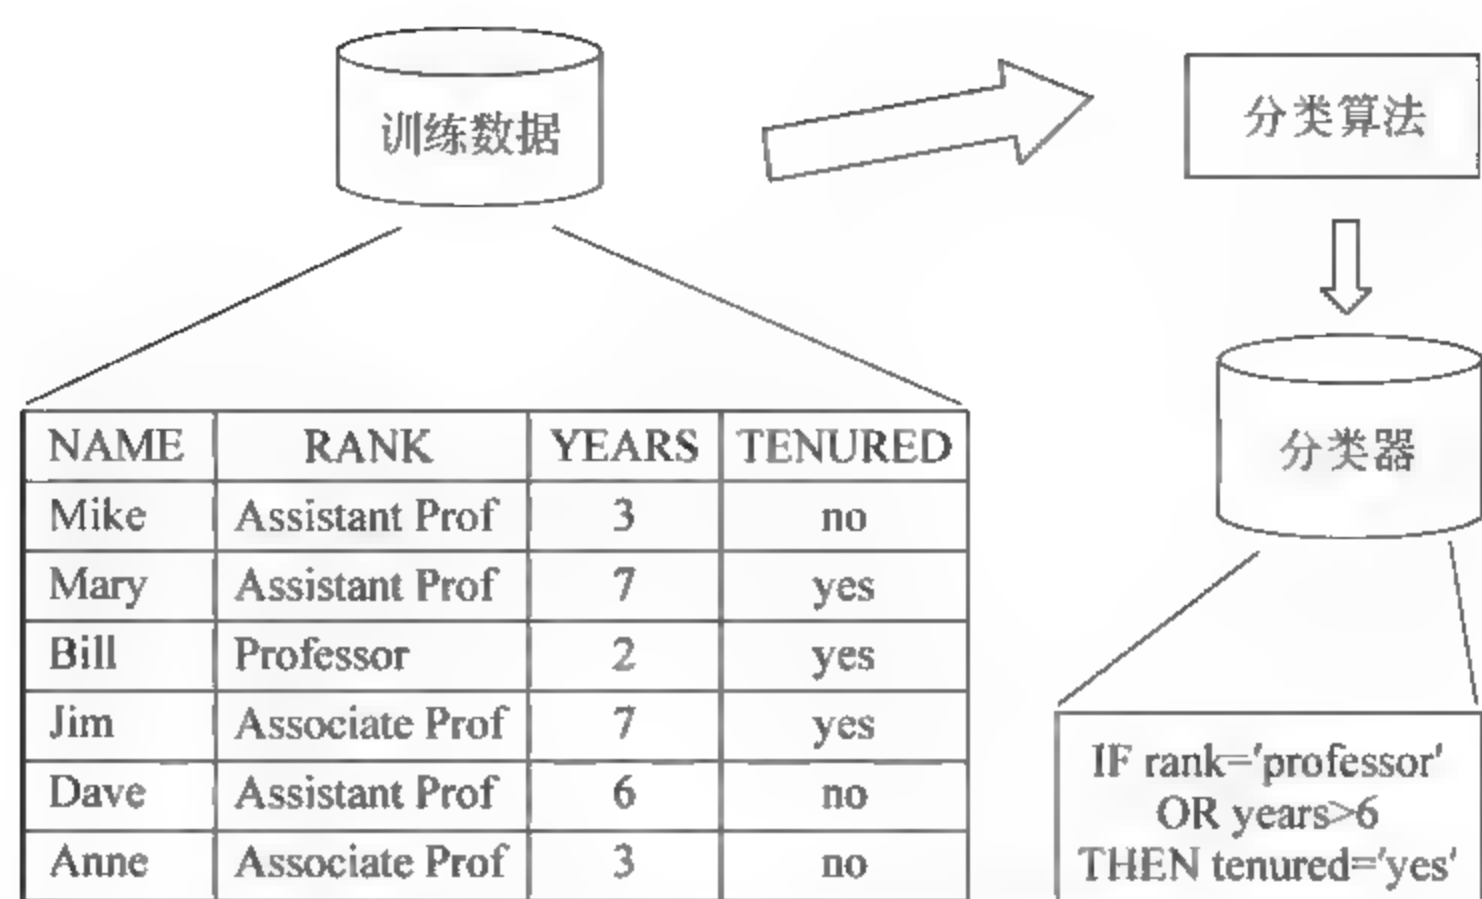 训练数据
分类算法
分类器
NAME RANK YEARS TENURED
Mike Assistant Prof 3 no
Mary Assistant Prof 7 yes
Bill Professor 2 yes
Jim Associate Prof 7 yes
Dave Assistant Prof 6 no
Anne Associate Prof 3 no
IF rank='professor'
OR years>6
THEN tenured='yes'